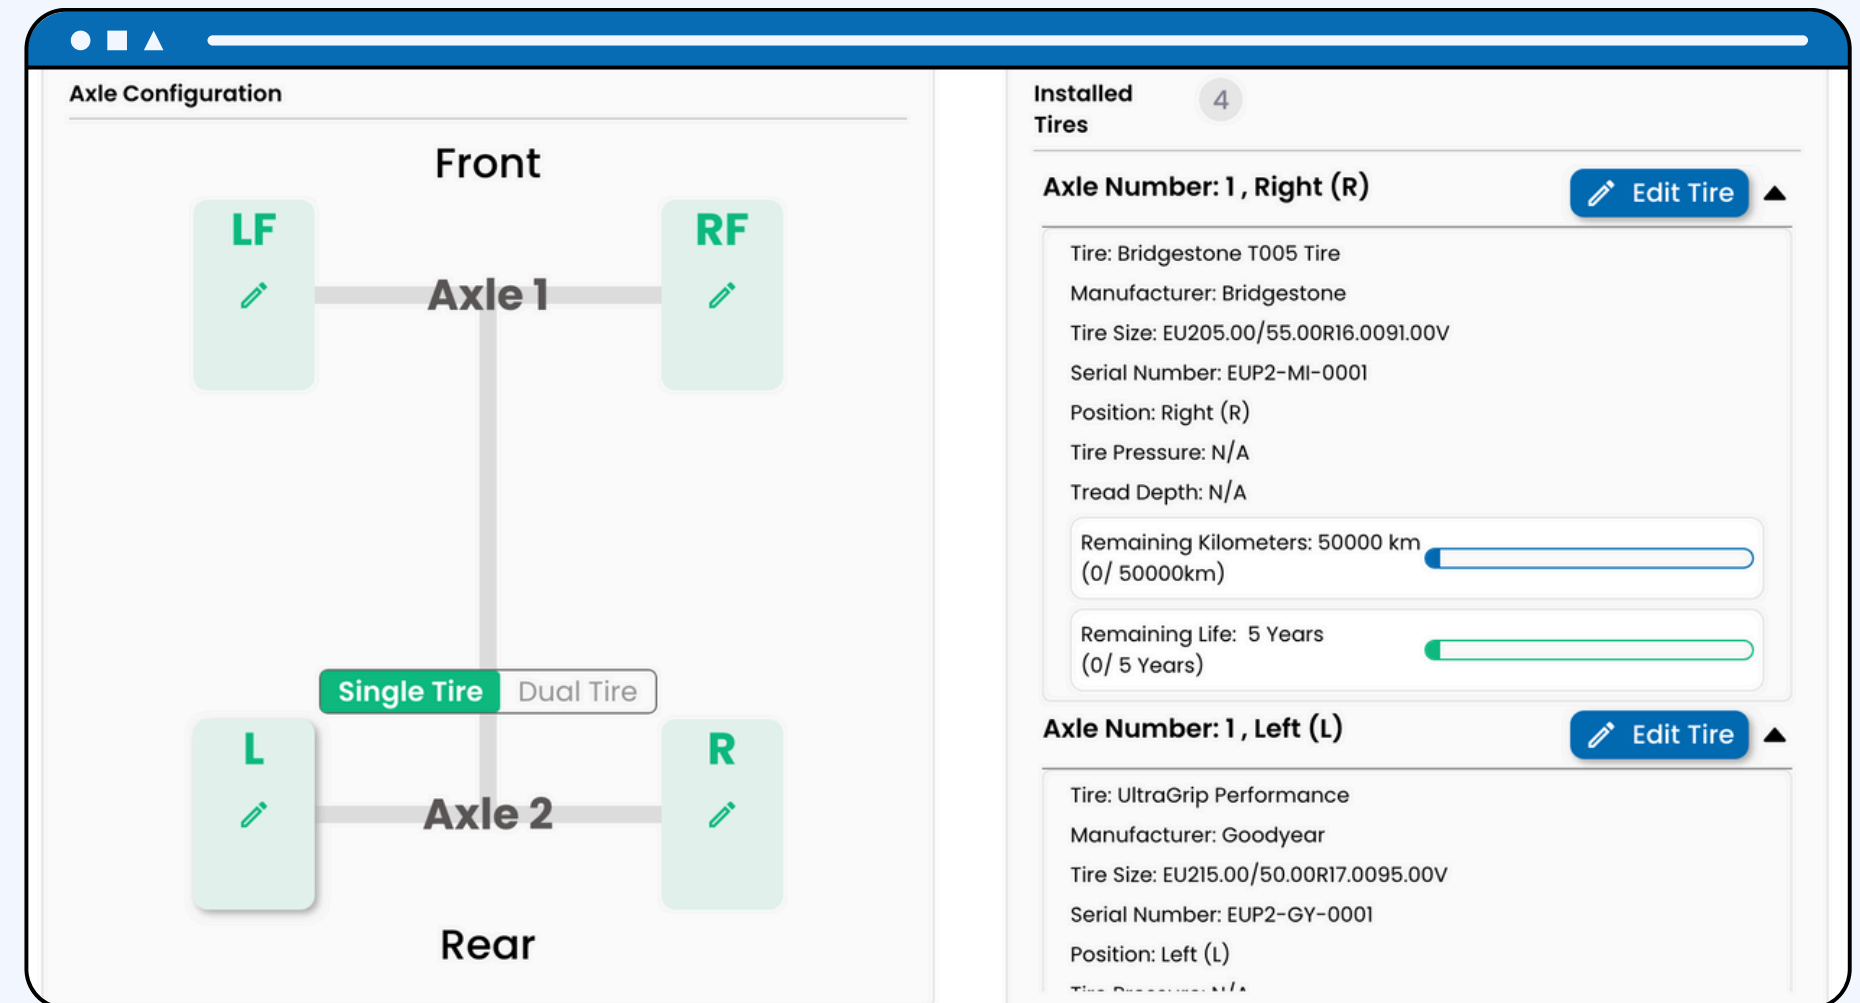 Axle Configuration
Front
LF
RF
Axle 1
Single Tire
Dual Tire
L
R
Axle 2
Rear
Installed
Tires
4
Axle Number: 1 , Right (R)
Edit Tire
Tire: Bridgestone T005 Tire
Manufacturer: Bridgestone
Tire Size: EU205.00/55.00R16.0091.00V
Serial Number: EUP2-MI-0001
Position: Right (R)
Tire Pressure: N/A
Tread Depth: N/A
Remaining Kilometers: 50000 km
(0/ 50000km)
Remaining Life: 5 Years
(0/ 5 Years)
Axle Number: 1 , Left (L)
Edit Tire
Tire: UltraGrip Performance
Manufacturer: Goodyear
Tire Size: EU215.00/50.00R17.0095.00V
Serial Number: EUP2-GY-0001
Position: Left (L)
Tire Pressure: N/A